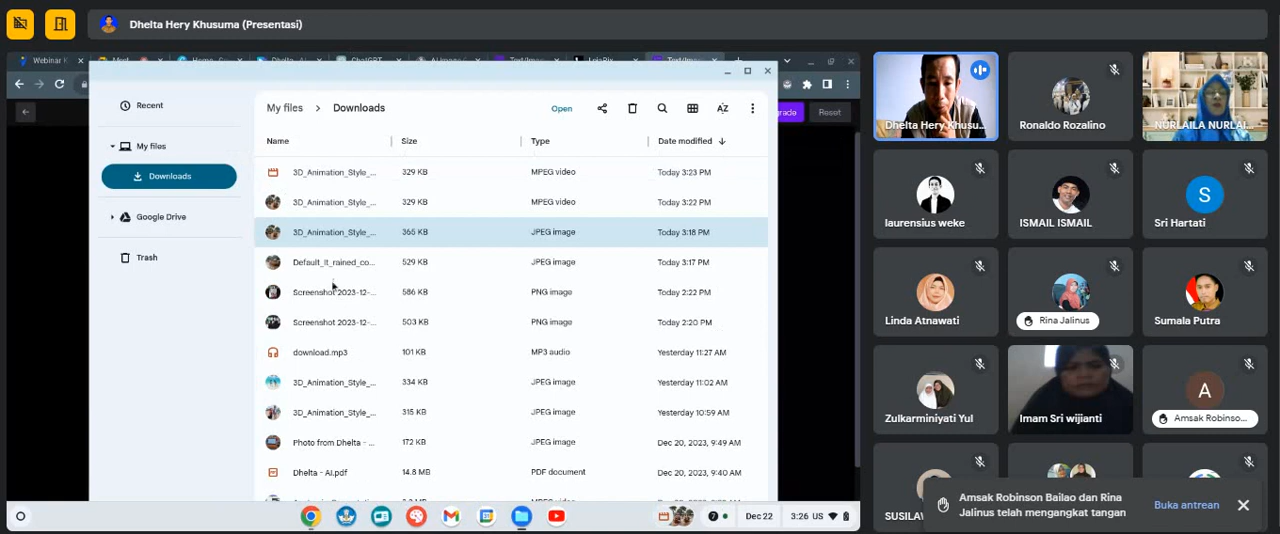 Dhelta Hery Khusuma (Presentasi)
Webinar K
Meet
ChatGPT
Reset
Recent
My files
Downloads
Google Drive
Trash
My files > Downloads
Open
AZ
Name Size Type Date modified
3D_Animation_Style_... 329 KB MPEG video Today 3:23 PM
3D_Animation_Style_... 329 KB MPEG video Today 3:22 PM
3D_Animation_Style_... 366 KB JPEG image Today 3:18 PM
Default_It_rained_co... 529 KB JPEG image Today 3:17 PM
Screenshot 2023-12-... 586 KB PNG image Today 2:22 PM
Screenshot 2023-12-... 503 KB PNG image Today 2:20 PM
download.mp3 101 KB MP3 audio Yesterday 11:27 AM
3D_Animation_Style_... 334 KB JPEG image Yesterday 11:02 AM
3D_Animation_Style_... 315 KB JPEG image Yesterday 10:59 AM
Photo from Dhelta - ... 172 KB JPEG image Dec 20, 2023, 9:49 AM
Dhelta - AI.pdf 14.8 MB PDF document Dec 20, 2023, 9:40 AM
Dec 22 3:26 US
Dhelta Hery Khusu...
Ronaldo Rozalino
NURLAILA NURLAI...
laurensius weke
ISMAIL ISMAIL
S
Sri Hartati
Linda Atnawati
Rina Jalinus
Sumala Putra
Zulkarminiyati Yul
Imam Sri wijianti
A
Amsak Robinso...
Amsak Robinson Bailao dan Rina
Jalinus telah mengangkat tangan
Buka antrean